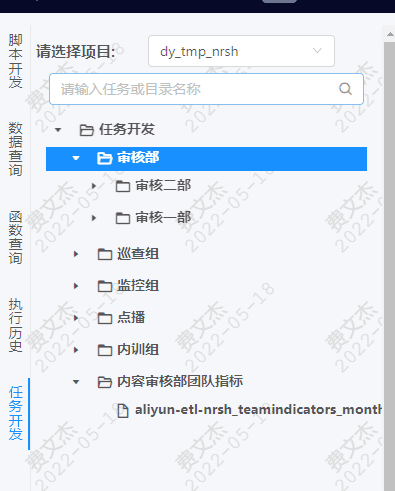 脚本开发
数据查询
函数查询
执行历史
任务开发
请选择项目:
dy_tmp_nrsh
请输入任务或目录名称
任务开发
审核部
审核二部
审核一部
巡查组
监控组
点播
内训组
内容审核部团队指标
aliyun-etl-nrsh_teamindicators_month
费文杰
2022-05-18